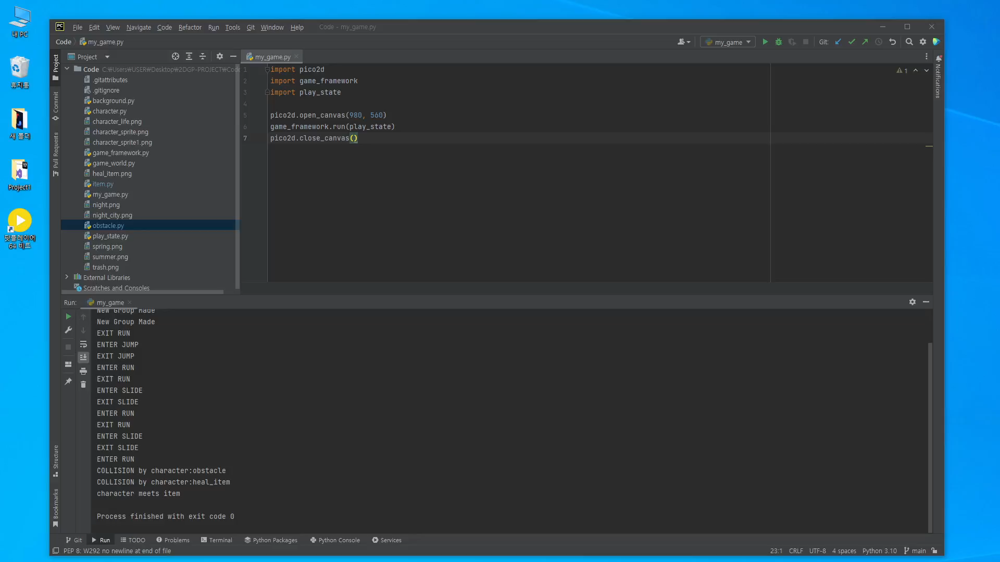 내 PC
휴지통
새 폴더
17
Project1
팟플레이어
64 비트
PC File Edit View Navigate Code Refactor Run Tools Git Window Help Code - my_game.py
Code my_game.py
my_game
Git:
Project
my_game.py
Project
Commit
Pull Requests
Structure
Bookmarks
Notifications
Code C:₩Users₩USER₩Desktop₩2DGP-PROJECT₩Code
.gitattributes
.gitignore
background.py
character.py
character_life.png
character_sprite.png
character_sprite1.png
game_framework.py
game_world.py
heal_item.png
item.py
my_game.py
night.png
night_city.png
obstacle.py
play_state.py
spring.png
summer.png
trash.png
External Libraries
Scratches and Consoles
1 import pico2d
2 import game_framework
3 import play_state
4
5 pico2d.open_canvas(980, 560)
6 game_framework.run(play_state)
7 pico2d.close_canvas()
1
Run: my_game
New Group Made
New Group Made
EXIT RUN
ENTER JUMP
EXIT JUMP
ENTER RUN
EXIT RUN
ENTER SLIDE
EXIT SLIDE
ENTER RUN
EXIT RUN
ENTER SLIDE
EXIT SLIDE
ENTER RUN
COLLISION by character:obstacle
COLLISION by character:heal_item
character meets item
Process finished with exit code 0
Git Run TODO Problems Terminal Python Packages Python Console Services
PEP 8: W292 no newline at end of file
23:1 CRLF UTF-8 4 spaces Python 3.10 main